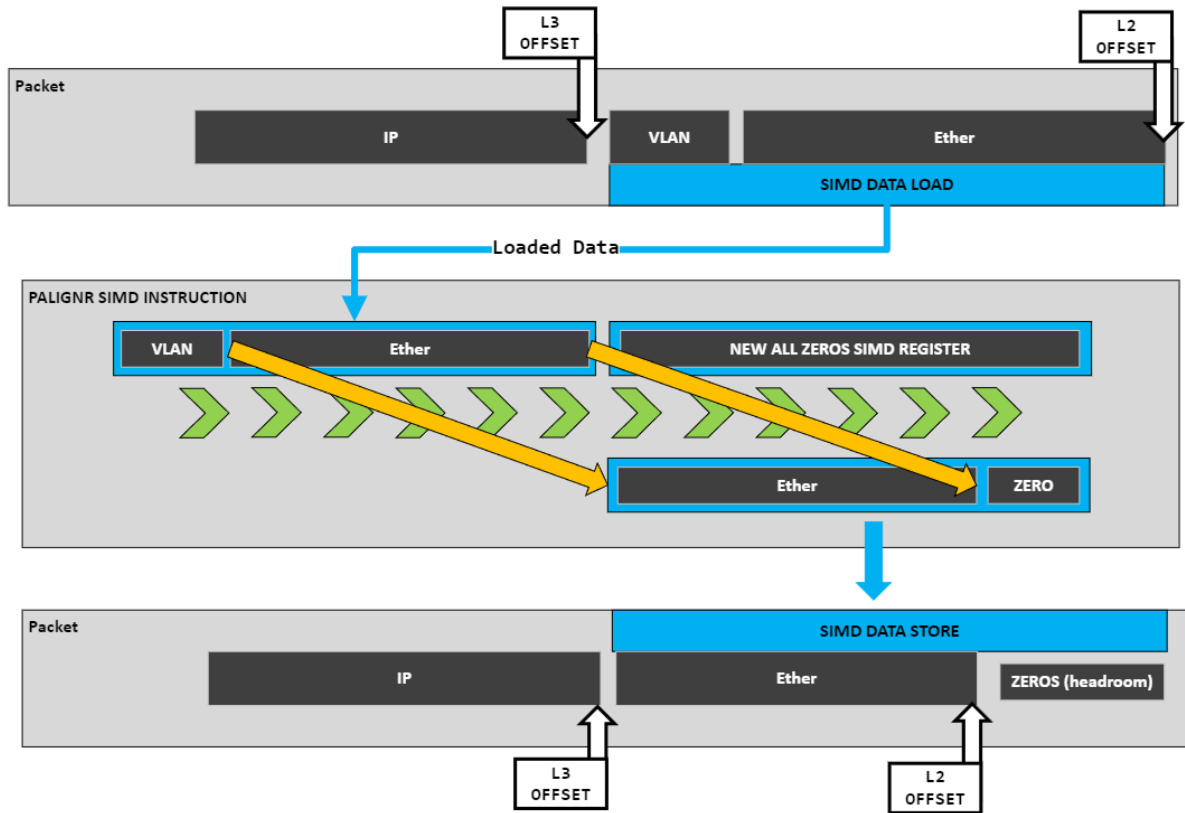 L3
OFFSET
L2
OFFSET
Packet
IP
VLAN
Ether
SIMD DATA LOAD
Loaded Data
PALIGNR SIMD INSTRUCTION
VLAN
Ether
NEW ALL ZEROS SIMD REGISTER
Ether
ZERO
Packet
SIMD DATA STORE
IP
Ether
ZEROS (headroom)
L3
OFFSET
L2
OFFSET